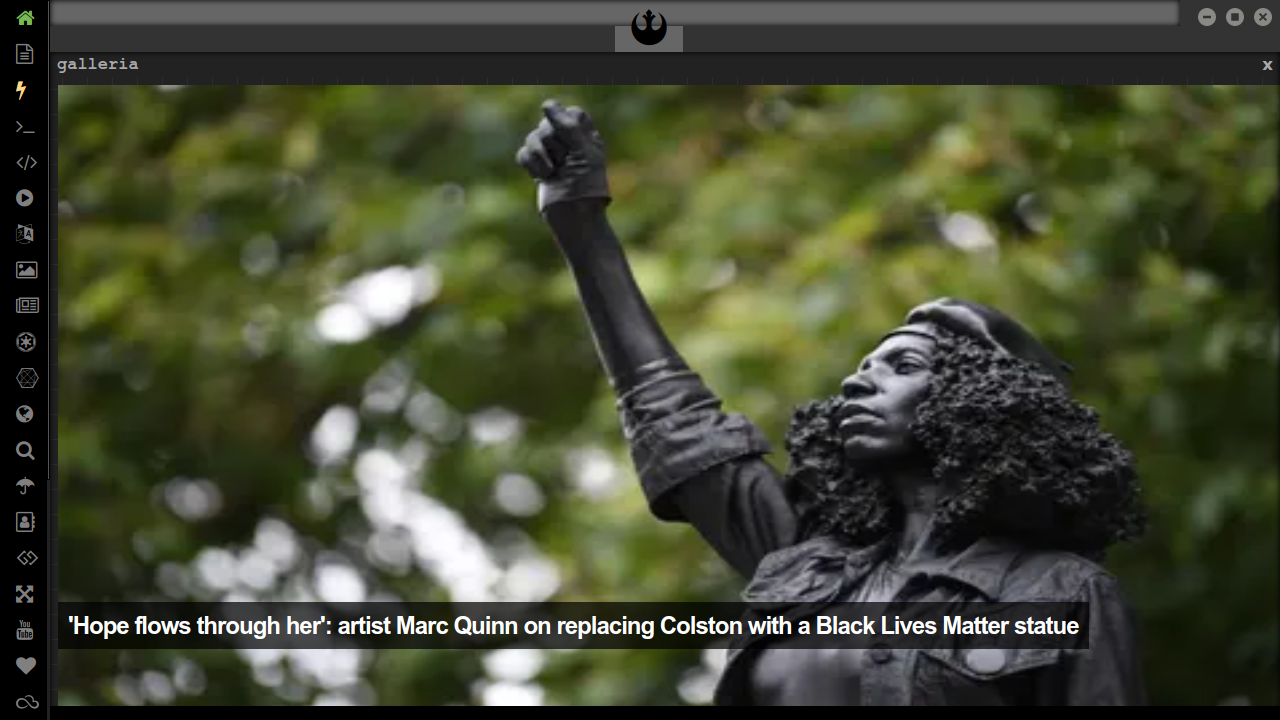 galleria
x
'Hope flows through her': artist Marc Quinn on replacing Colston with a Black Lives Matter statue
You
Tube